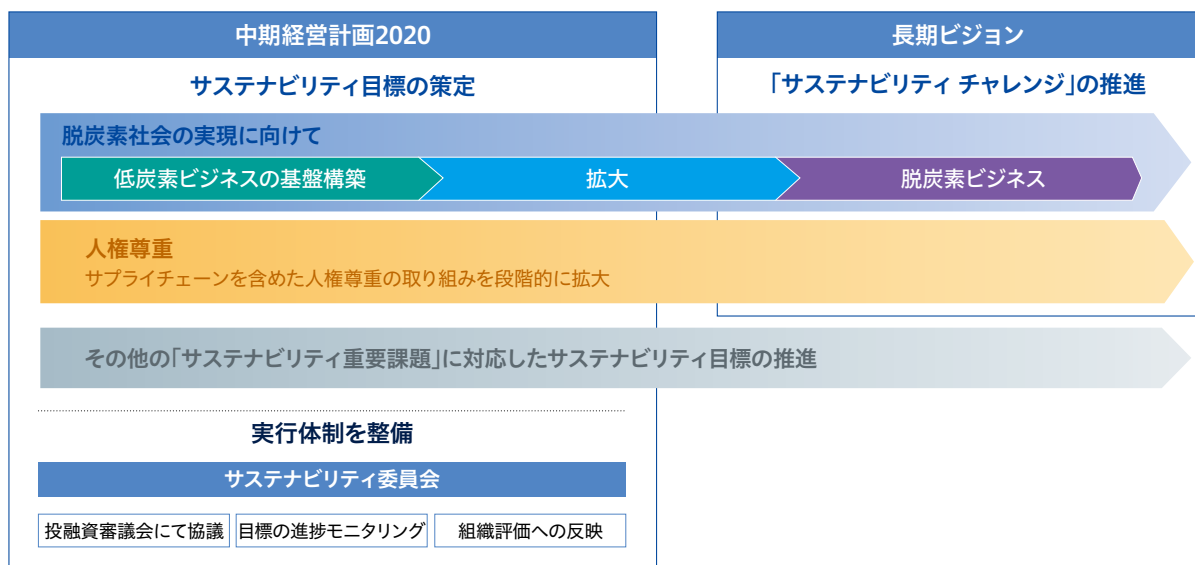 中期経営計画2020
長期ビジョン
サステナビリティ目標の策定
「サステナビリティ チャレンジ」の推進
脱炭素社会の実現に向けて
低炭素ビジネスの基盤構築
拡大
脱炭素ビジネス
人権尊重
サプライチェーンを含めた人権尊重の取り組みを段階的に拡大
その他の「サステナビリティ重要課題」に対応したサステナビリティ目標の推進
実行体制を整備
サステナビリティ委員会
投融資審議会にて協議
目標の進捗モニタリング
組織評価への反映